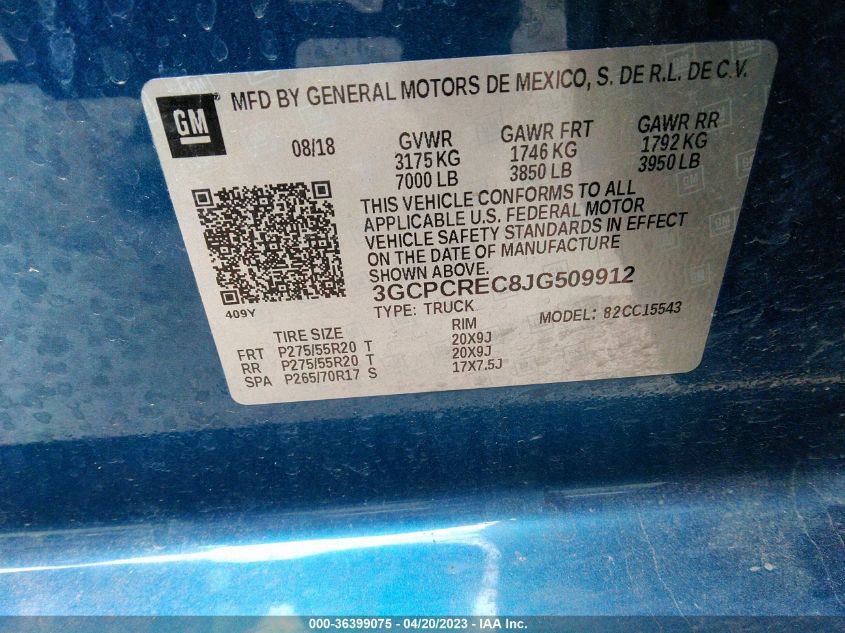 GM
MFD BY GENERAL MOTORS DE MEXICO, S. DE R.L. DE C.V.
08/18 GVWR GAWR FRT GAWR RR
3175 KG 1746 KG 1792 KG
7000 LB 3850 LB 3950 LB
THIS VEHICLE CONFORMS TO ALL
APPLICABLE U.S. FEDERAL MOTOR
VEHICLE SAFETY STANDARDS IN EFFECT
ON THE DATE OF MANUFACTURE
SHOWN ABOVE.
409Y
3GCPCREC8JG509912
TYPE: TRUCK MODEL: 82CC15543
TIRE SIZE RIM
FRT P275/55R20 T 20X9J
RR P275/55R20 T 20X9J
SPA P265/70R17 S 17X7.5J
000-36399075 - 04/20/2023 - © IAA Inc.